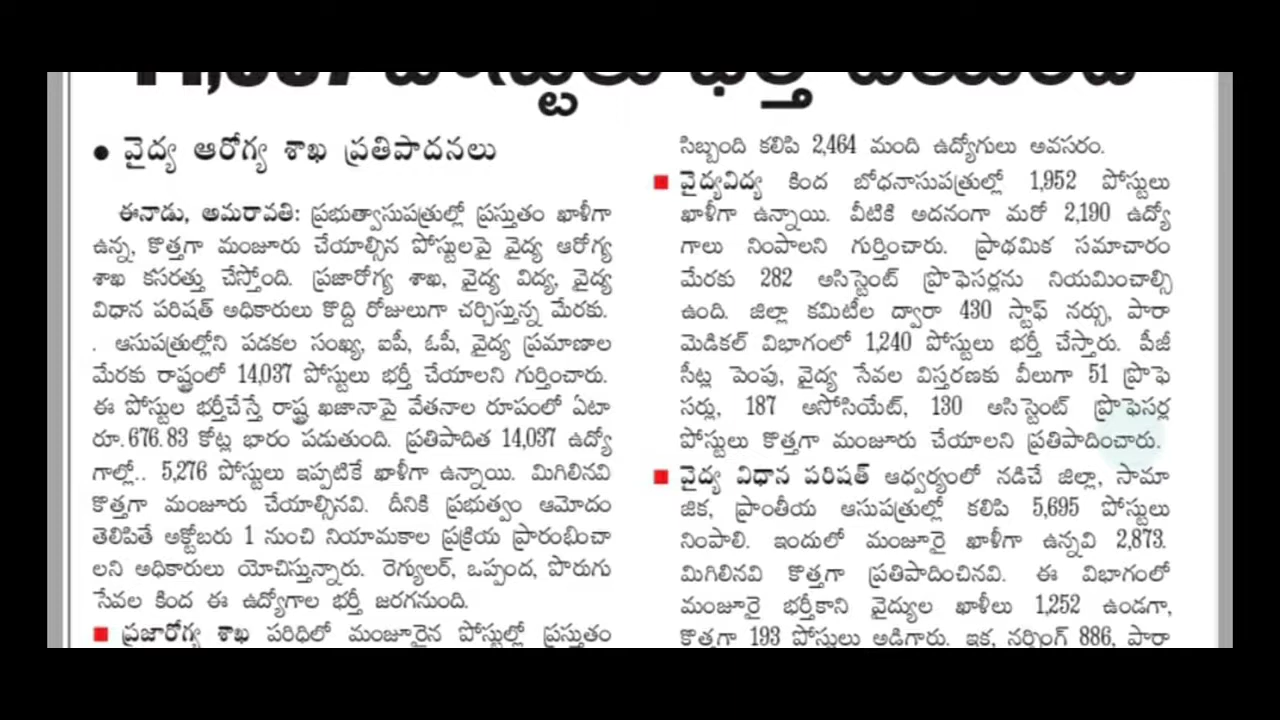 14,037 పోస్టులు భర్తీ చేయాలి
● వైద్య ఆరోగ్య శాఖ ప్రతిపాదనలు
ఈనాడు, అమరావతి: ప్రభుత్వాసుపత్రుల్లో ప్రస్తుతం ఖాళీగా
ఉన్న, కొత్తగా మంజూరు చేయాల్సిన పోస్టులపై వైద్య ఆరోగ్య
శాఖ కసరత్తు చేస్తోంది. ప్రజారోగ్య శాఖ, వైద్య విద్య, వైద్య
విధాన పరిషత్ అధికారులు కొద్ది రోజులుగా చర్చిస్తున్న మేరకు.
. ఆసుపత్రుల్లోని పడకల సంఖ్య, ఐపీ, ఓపీ, వైద్య ప్రమాణాల
మేరకు రాష్ట్రంలో 14,037 పోస్టులు భర్తీ చేయాలని గుర్తించారు.
ఈ పోస్టుల భర్తీచేస్తే రాష్ట్ర ఖజానాపై వేతనాల రూపంలో ఏటా
రూ.676.83 కోట్ల భారం పడుతుంది. ప్రతిపాదిత 14,037 ఉద్యో
గాల్లో.. 5,276 పోస్టులు ఇప్పటికే ఖాళీగా ఉన్నాయి. మిగిలినవి
కొత్తగా మంజూరు చేయాల్సినవి. దీనికి ప్రభుత్వం ఆమోదం
తెలిపితే అక్టోబరు 1 నుంచి నియామకాల ప్రక్రియ ప్రారంభించా
లని అధికారులు యోచిస్తున్నారు. రెగ్యులర్, ఒప్పంద, పొరుగు
సేవల కింద ఈ ఉద్యోగాల భర్తీ జరగనుంది.
■ ప్రజారోగ్య శాఖ పరిధిలో మంజూరైన పోస్టుల్లో ప్రస్తుతం
సిబ్బంది కలిపి 2,464 మంది ఉద్యోగులు అవసరం.
■ వైద్యవిద్య కింద బోధనాసుపత్రుల్లో 1,952 పోస్టులు
ఖాళీగా ఉన్నాయి. వీటికి అదనంగా మరో 2,190 ఉద్యో
గాలు నింపాలని గుర్తించారు. ప్రాథమిక సమాచారం
మేరకు 282 అసిస్టెంట్ ప్రొఫెసర్లను నియమించాల్సి
ఉంది. జిల్లా కమిటీల ద్వారా 430 స్టాఫ్ నర్సు, పారా
మెడికల్ విభాగంలో 1,240 పోస్టులు భర్తీ చేస్తారు. పీజీ
సీట్ల పెంపు, వైద్య సేవల విస్తరణకు వీలుగా 51 ప్రొఫె
సర్లు, 187 అసోసియేట్, 130 అసిస్టెంట్ ప్రొఫెసర్ల
పోస్టులు కొత్తగా మంజూరు చేయాలని ప్రతిపాదించారు.
■ వైద్య విధాన పరిషత్ ఆధ్వర్యంలో నడిచే జిల్లా, సామా
జిక, ప్రాంతీయ ఆసుపత్రుల్లో కలిపి 5,695 పోస్టులు
నింపాలి. ఇందులో మంజూరై ఖాళీగా ఉన్నవి 2,873.
మిగిలినవి కొత్తగా ప్రతిపాదించినవి. ఈ విభాగంలో
మంజూరై భర్తీకాని వైద్యుల ఖాళీలు 1,252 ఉండగా,
కొత్తగా 193 పోస్టులు అడిగారు. ఇక, నర్సింగ్ 886, పారా